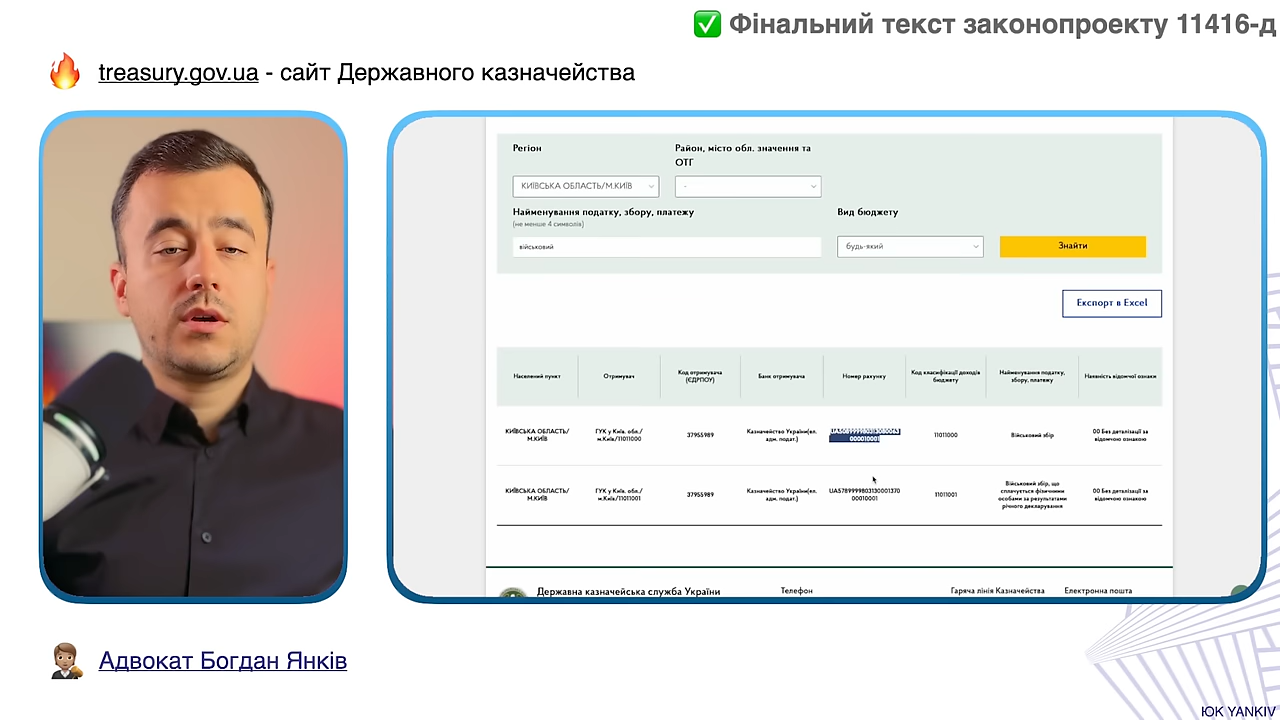 ✅ Фінальний текст законопроекту 11416-д
🔥 treasury.gov.ua - сайт Державного казначейства
Регіон
Район, місто обл. значення та
ОТГ
КИЇВСЬКА ОБЛАСТЬ/М.КИЇВ
-
Найменування податку, збору, платежу
(не менше 4 символів)
Вид бюджету
військовий
будь-який
Знайти
Експорт в Excel
Населений пункт
Отримувач
Код отримувача
(ЄДРПОУ)
Банк отримувача
Номер рахунку
Код класифікації доходів
бюджету
Найменування податку,
збору, платежу
Наявність відомчої ознаки
КИЇВСЬКА ОБЛАСТЬ/
М.КИЇВ
ГУК у Київ. обл./
м.Київ/11011000
37955989
Казначейство України(ел.
адм. подат.)
000010001
11011000
Військовий збір
00 Без деталізації за
відомчою ознакою
КИЇВСЬКА ОБЛАСТЬ/
М.КИЇВ
ГУК у Київ. обл./
м.Київ/11011001
37955989
Казначейство України(ел.
адм. подат.)
UA5789999803130001370
00010001
11011001
Військовий збір, що
сплачується фізичними
особами за результатами
річного декларування
00 Без деталізації за
відомчою ознакою
Державна казначейська служба України
Телефон
Гаряча лінія Казначейства
Електронна пошта
Адвокат Богдан Янків
ЮК YANKIV